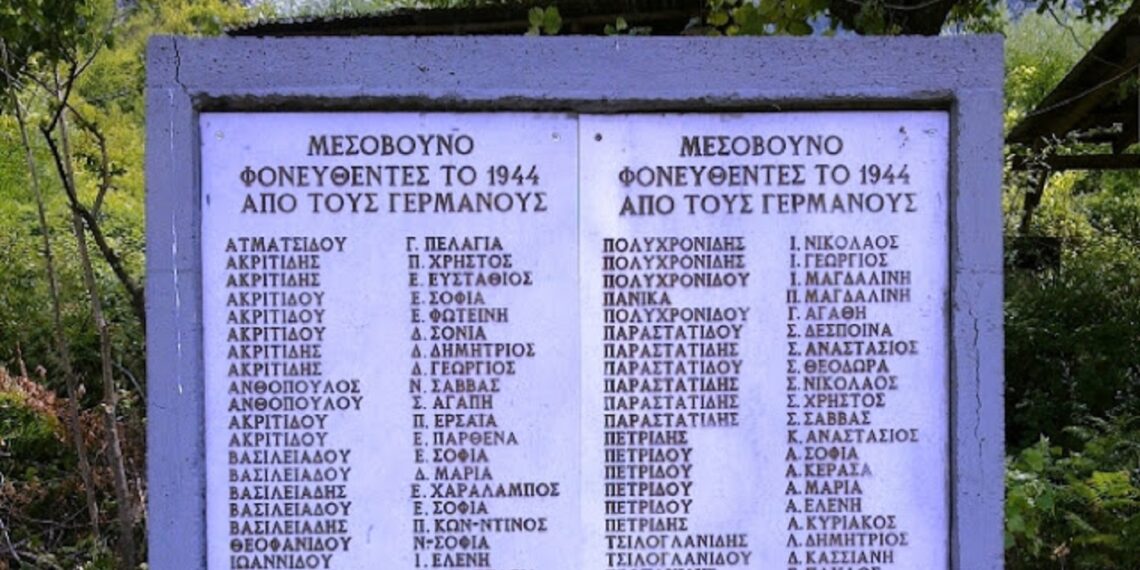 ΜΕΣΟΒΟΥΝΟ
ΦΟΝΕΥΘΕΝΤΕΣ ΤΟ 1944
ΑΠΟ ΤΟΥΣ ΓΕΡΜΑΝΟΥΣ
ΑΤΜΑΤΣΙΔΟΥ Γ. ΠΕΛΑΓΙΑ
ΑΚΡΙΤΙΔΗΣ Π. ΧΡΗΣΤΟΣ
ΑΚΡΙΤΙΔΗΣ Ε. ΕΥΣΤΑΘΙΟΣ
ΑΚΡΙΤΙΔΟΥ Ε. ΣΟΦΙΑ
ΑΚΡΙΤΙΔΟΥ Ε. ΦΩΤΕΙΝΗ
ΑΚΡΙΤΙΔΟΥ Δ. ΣΟΝΙΑ
ΑΚΡΙΤΙΔΗΣ Δ. ΔΗΜΗΤΡΙΟΣ
ΑΚΡΙΤΙΔΗΣ Δ. ΓΕΩΡΓΙΟΣ
ΑΝΘΟΠΟΥΛΟΣ Ν. ΣΑΒΒΑΣ
ΑΝΘΟΠΟΥΛΟΥ Σ. ΑΓΑΠΗ
ΑΚΡΙΤΙΔΟΥ Π. ΕΡΣΑΤΑ
ΑΚΡΙΤΙΔΟΥ Ε. ΠΑΡΘΕΝΑ
ΒΑΣΙΛΕΙΑΔΟΥ Ε. ΣΟΦΙΑ
ΒΑΣΙΛΕΙΑΔΟΥ Δ. ΜΑΡΙΑ
ΒΑΣΙΛΕΙΑΔΗΣ Ε. ΧΑΡΑΛΑΜΠΟΣ
ΒΑΣΙΛΕΙΑΔΟΥ Ε. ΣΟΦΙΑ
ΒΑΣΙΛΕΙΑΔΗΣ Π. ΚΩΝ-ΝΤΙΝΟΣ
ΘΕΟΦΑΝΙΔΟΥ Ν-ΣΟΦΙΑ
ΙΩΑΝΝΙΔΟΥ Ι. ΕΛΕΝΗ
ΜΕΣΟΒΟΥΝΟ
ΦΟΝΕΥΘΕΝΤΕΣ ΤΟ 1944
ΑΠΟ ΤΟΥΣ ΓΕΡΜΑΝΟΥΣ
ΠΟΛΥΧΡΟΝΙΔΗΣ Ι. ΝΙΚΟΛΑΟΣ
ΠΟΛΥΧΡΟΝΙΔΗΣ Ι. ΓΕΩΡΓΙΟΣ
ΠΟΛΥΧΡΟΝΙΔΟΥ Ι. ΜΑΓΔΑΛΙΝΗ
ΠΑΝΙΚΑ Π. ΜΑΓΔΑΛΙΝΗ
ΠΟΛΥΧΡΟΝΙΔΟΥ Γ. ΑΓΑΘΗ
ΠΑΡΑΣΤΑΤΙΔΟΥ Σ. ΔΕΣΠΟΙΝΑ
ΠΑΡΑΣΤΑΤΙΔΗΣ Σ. ΑΝΑΣΤΑΣΙΟΣ
ΠΑΡΑΣΤΑΤΙΔΟΥ Σ. ΘΕΟΔΩΡΑ
ΠΑΡΑΣΤΑΤΙΔΗΣ Σ. ΝΙΚΟΛΑΟΣ
ΠΑΡΑΣΤΑΤΙΔΗΣ Σ. ΧΡΗΣΤΟΣ
ΠΑΡΑΣΤΑΤΙΔΗΣ Σ. ΣΑΒΒΑΣ
ΠΕΤΡΙΔΗΣ Κ. ΑΝΑΣΤΑΣΙΟΣ
ΠΕΤΡΙΔΟΥ Α. ΣΟΦΙΑ
ΠΕΤΡΙΔΟΥ Α. ΚΕΡΑΣΑ
ΠΕΤΡΙΔΟΥ Α. ΜΑΡΙΑ
ΠΕΤΡΙΔΟΥ Α. ΕΛΕΝΗ
ΠΕΤΡΙΔΗΣ Α. ΚΥΡΙΑΚΟΣ
ΤΣΙΛΟΓΛΑΝΙΔΗΣ Λ. ΔΗΜΗΤΡΙΟΣ
ΤΣΙΛΟΓΛΑΝΙΔΟΥ Δ. ΚΑΣΣΙΑΝΗ